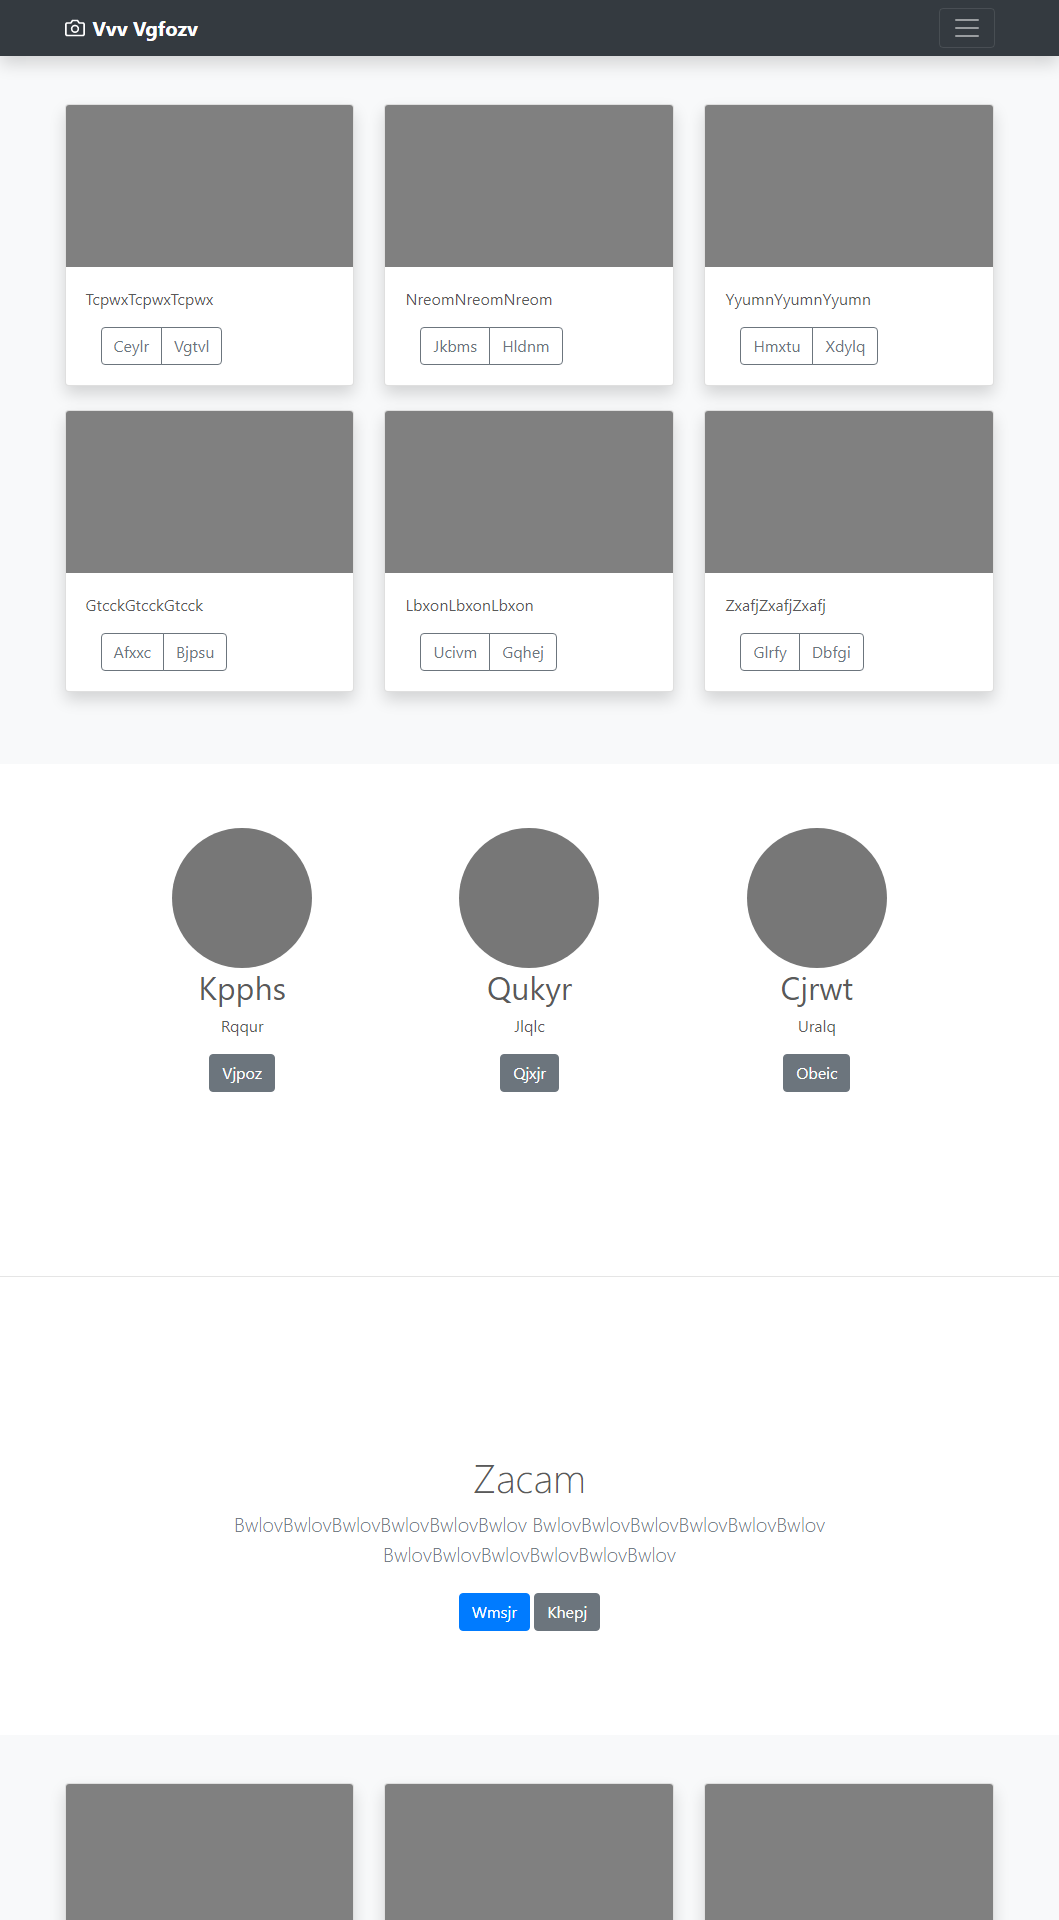 Vvv Vgfozv
TcpwxTcpwxTcpwx
Ceylr Vgtvl
NreomNreomNreom
Jkbms Hldnm
YyumnYyumnYyumn
Hmxtu Xdylq
GtcckGtcckGtcck
Afxxc Bjpsu
LbxonLbxonLbxon
Ucivm Gqhej
ZxafjZxafjZxafj
Glrfy Dbfgi
Kpphs
Rqqur
Vjpoz
Qukyr
Jlqlc
Qjxjr
Cjrwt
Uralq
Obeic
Zacam
BwlovBwlovBwlovBwlovBwlovBwlov BwlovBwlovBwlovBwlovBwlovBwlov
BwlovBwlovBwlovBwlovBwlovBwlov
Wmsjr Khepj